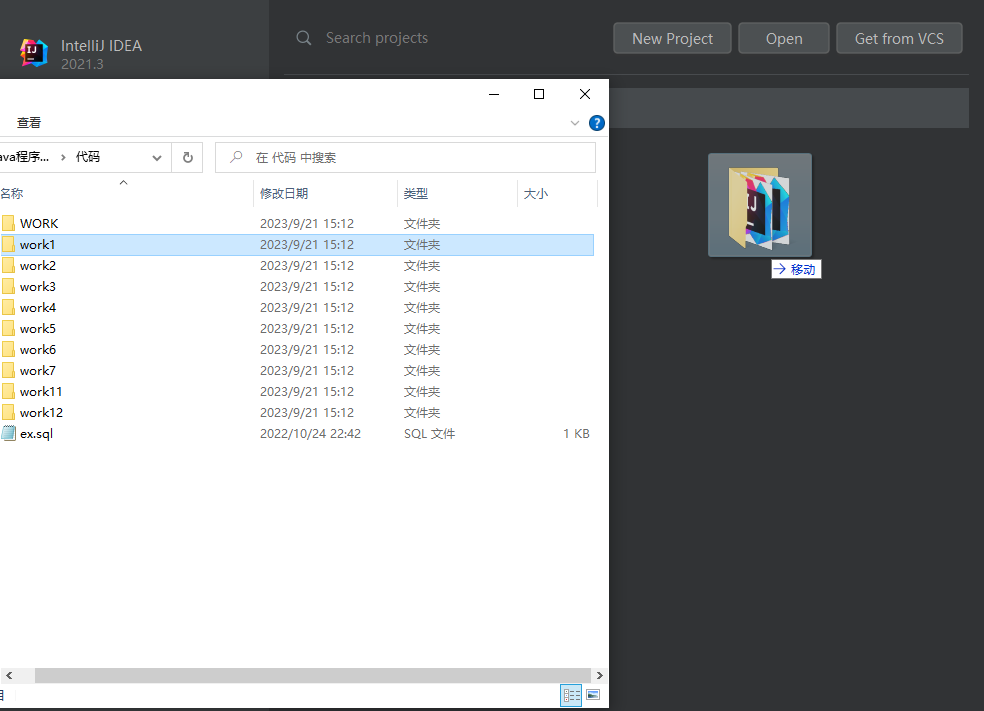 IntelliJ IDEA
2021.3
Search projects
New Project
Open
Get from VCS
查看
ava程序... › 代码
在 代码 中搜索
名称 修改日期 类型 大小
WORK 2023/9/21 15:12 文件夹
work1 2023/9/21 15:12 文件夹
work2 2023/9/21 15:12 文件夹
work3 2023/9/21 15:12 文件夹
work4 2023/9/21 15:12 文件夹
work5 2023/9/21 15:12 文件夹
work6 2023/9/21 15:12 文件夹
work7 2023/9/21 15:12 文件夹
work11 2023/9/21 15:12 文件夹
work12 2023/9/21 15:12 文件夹
ex.sql 2022/10/24 22:42 SQL 文件 1 KB
移动